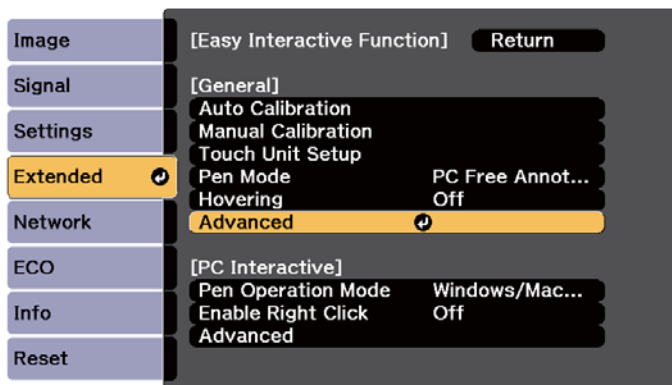 Image
Signal
Settings
Extended
Network
ECO
Info
Reset
[Easy Interactive Function] Return
[General]
Auto Calibration
Manual Calibration
Touch Unit Setup
Pen Mode PC Free Annot...
Hovering Off
Advanced
[PC Interactive]
Pen Operation Mode Windows/Mac...
Enable Right Click Off
Advanced